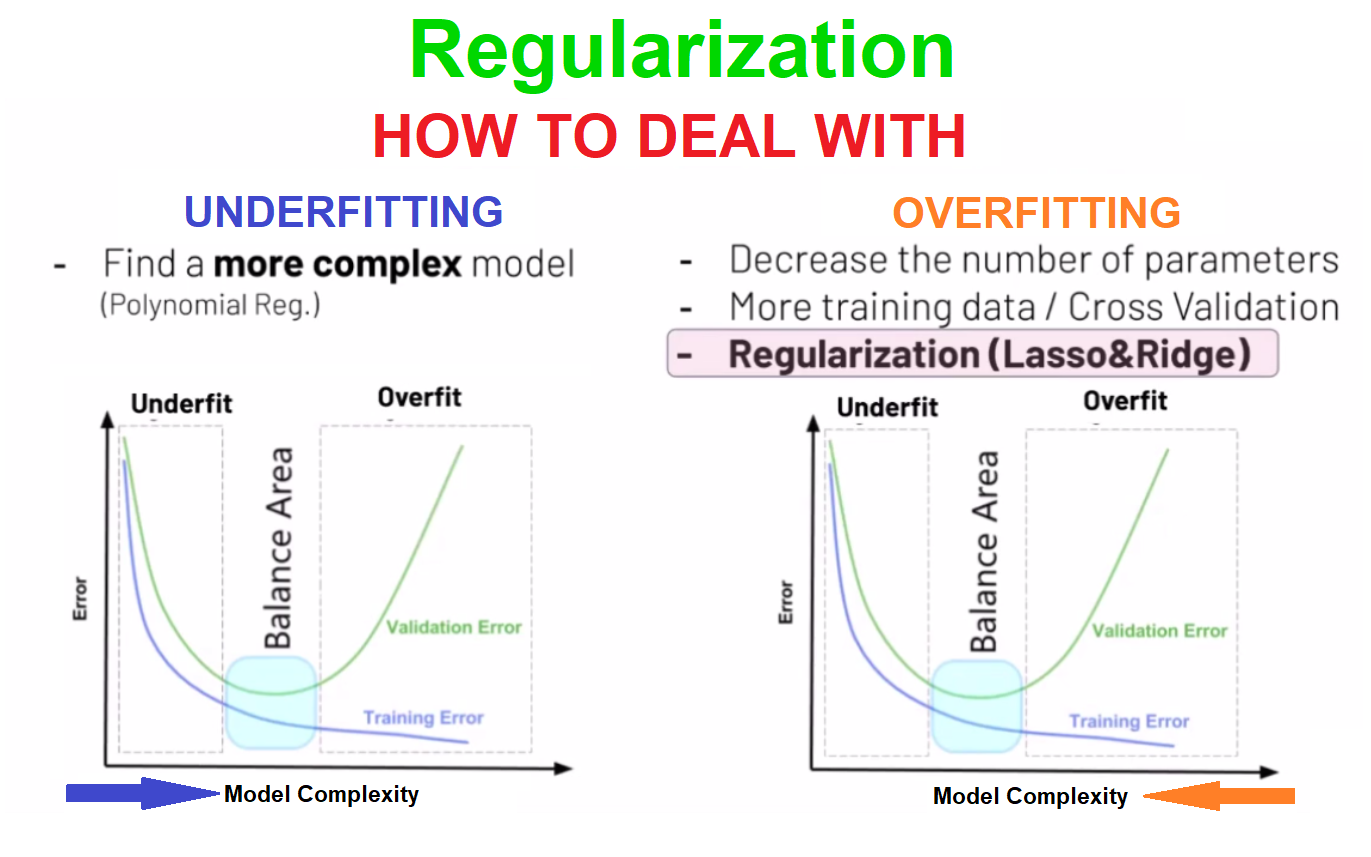 Regularization
HOW TO DEAL WITH
UNDERFITTING
- Find a more complex model
(Polynomial Reg.)
Underfit
Overfit
Balance Area
Error
Validation Error
Training Error
Model Complexity
OVERFITTING
- Decrease the number of parameters
- More training data / Cross Validation
- Regularization (Lasso&Ridge)
Underfit
Overfit
Balance Area
Error
Validation Error
Training Error
Model Complexity